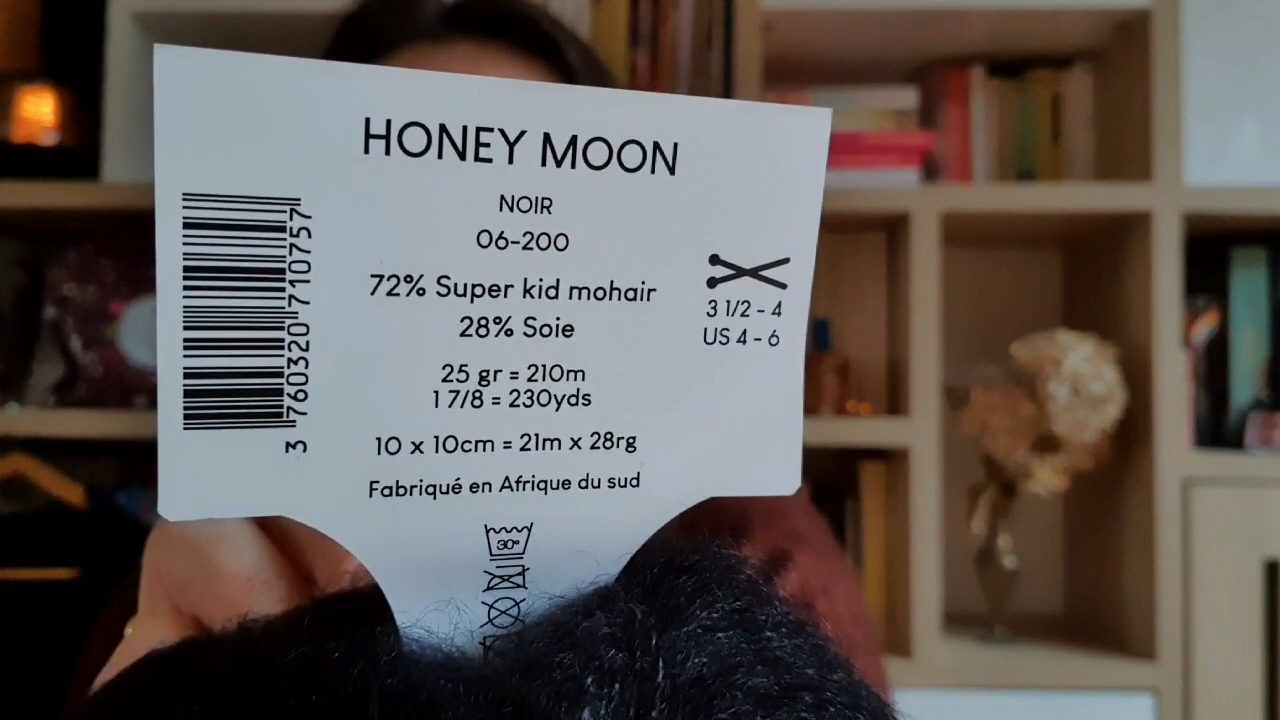 HONEY MOON
NOIR
06-200
72% Super kid mohair
28% Soie
25 gr = 210m
1 7/8 = 230yds
10 x 10cm = 21m x 28rg
Fabriqué en Afrique du sud
3 1/2 - 4
US 4 - 6
3 760320 710757
30°